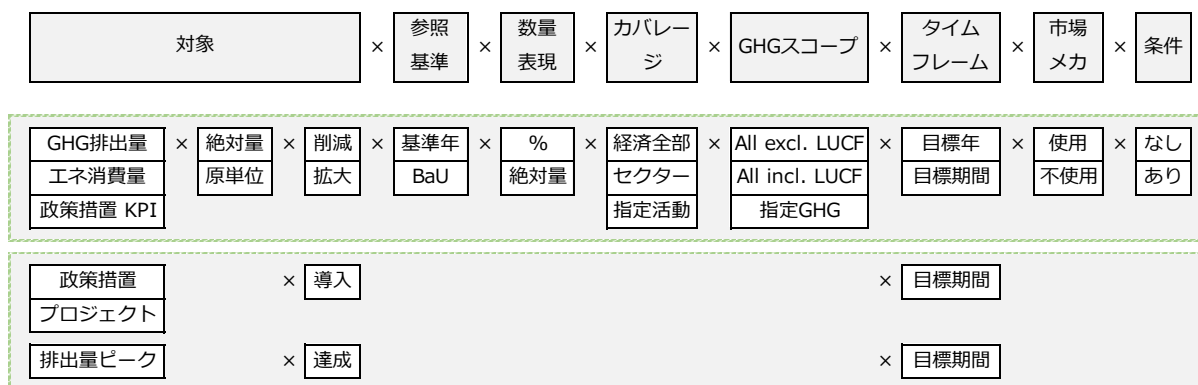 対象 × 参照基準 × 数量表現 × カバレージ × GHGスコープ × タイムフレーム × 市場メカ × 条件
GHG排出量 × 絶対量 × 削減 × 基準年 × % × 経済全部 × All excl. LUCF × 目標年 × 使用 × なし
エネ消費量 原単位 拡大 BaU 絶対量 セクター All incl. LUCF 目標期間 不使用 あり
政策措置 KPI 指定活動 指定GHG
政策措置 × 導入 × 目標期間
プロジェクト
排出量ピーク × 達成 × 目標期間